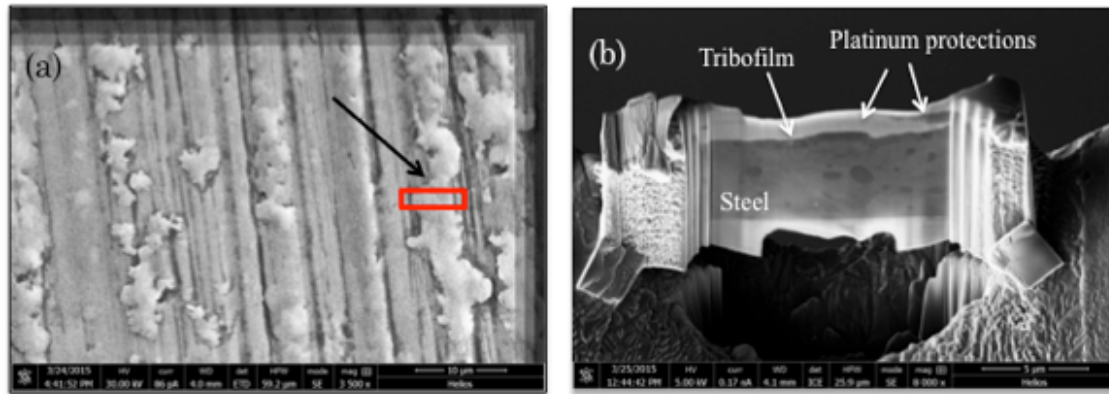 (a)
3/24/2015 HV curr WD det HFW mode mag
4:41:52 PM 30.00 kV 86 pA 4.0 mm ETD 59.2 µm SE 3 500 x
10 µm
Helios
(b)
Platinum protections
Tribofilm
Steel
3/25/2015 HV curr WD det HFW mode mag
12:44:42 PM 5.00 kV 0.17 nA 4.1 mm ICE 25.9 µm SE 8 000 x
5 µm
Helios